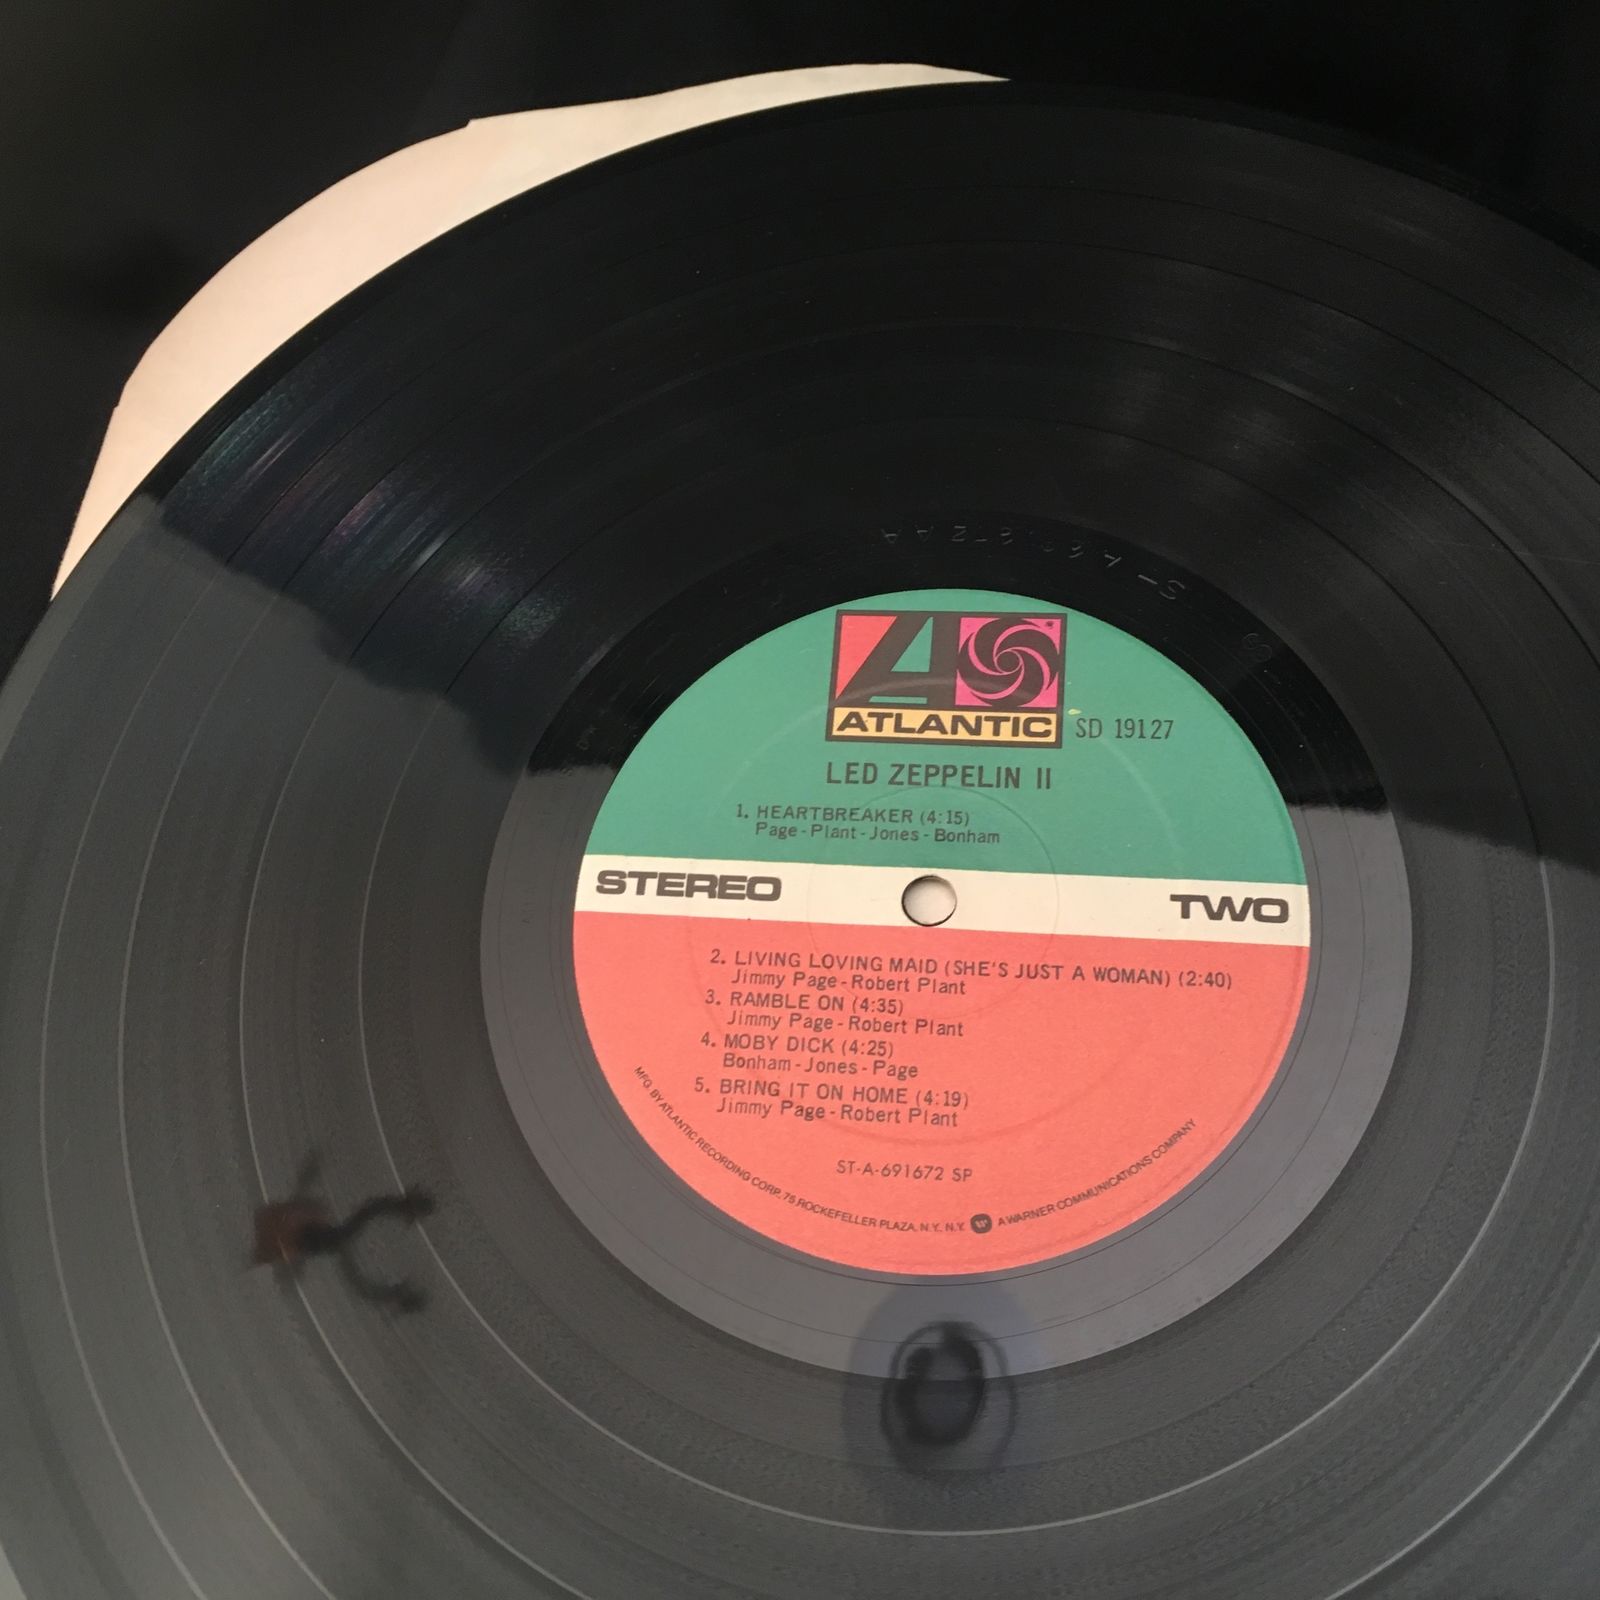 ATLANTIC
SD 19127
LED ZEPPELIN II
1. HEARTBREAKER (4:15)
Page - Plant - Jones - Bonham
STEREO
TWO
2. LIVING LOVING MAID (SHE'S JUST A WOMAN) (2:40)
Jimmy Page - Robert Plant
3. RAMBLE ON (4:35)
Jimmy Page - Robert Plant
4. MOBY DICK (4:25)
Bonham - Jones - Page
5. BRING IT ON HOME (4:19)
Jimmy Page - Robert Plant
ST-A-691672 SP
MFG. BY ATLANTIC RECORDING CORP. 75 ROCKEFELLER PLAZA, N.Y., N.Y. A WARNER COMMUNICATIONS COMPANY